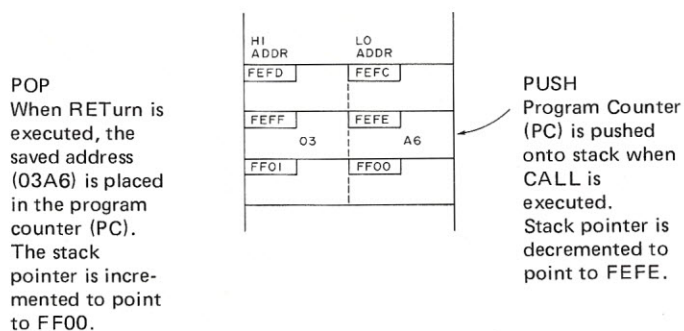 POP
When RETurn is
executed, the
saved address
(03A6) is placed
in the program
counter (PC).
The stack
pointer is incre-
mented to point
to FF00.
HI
ADDR
LO
ADDR
FEFD
FEFC
FEFF
FEFE
03
A6
FF01
FF00
PUSH
Program Counter
(PC) is pushed
onto stack when
CALL is
executed.
Stack pointer is
decremented to
point to FEFE.